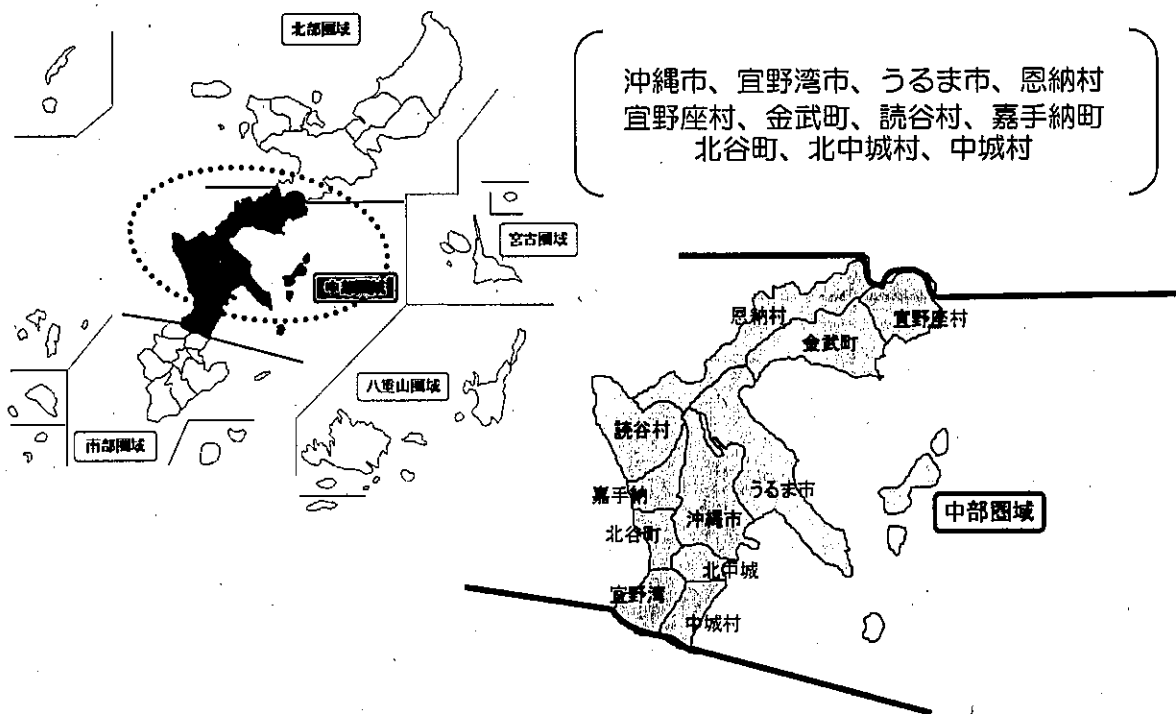 北部圏域
沖縄市、宜野湾市、うるま市、恩納村
宜野座村、金武町、読谷村、嘉手納町
北谷町、北中城村、中城村
宮古圏域
中部圏域
八重山圏域
南部圏域
恩納村
宜野座村
金武町
読谷村
嘉手納
うるま市
沖縄市
中部圏域
北谷町
北中城
宜野湾
中城村